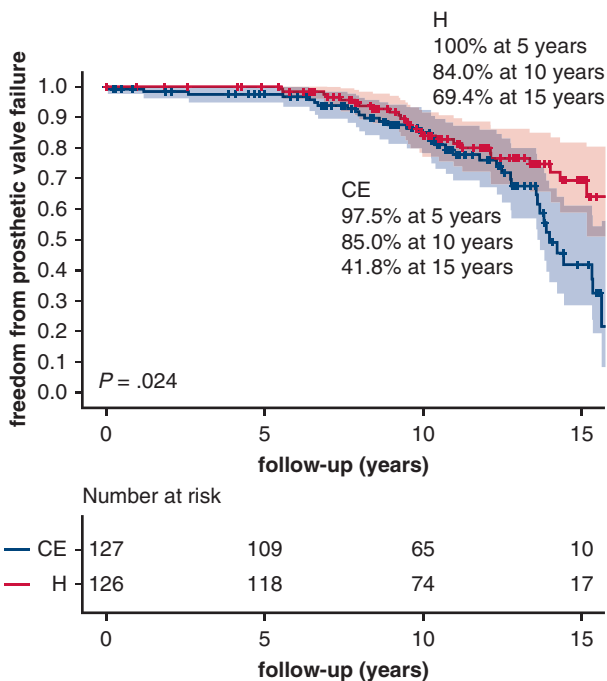 H
100% at 5 years
84.0% at 10 years
69.4% at 15 years
freedom from prosthetic valve failure
1.0
0.9
0.8
0.7
0.6
0.5
0.4
0.3
0.2
0.1
0.0
CE
97.5% at 5 years
85.0% at 10 years
41.8% at 15 years
P = .024
0 5 10 15
follow-up (years)
Number at risk
CE 127 109 65 10
H 126 118 74 17
0 5 10 15
follow-up (years)